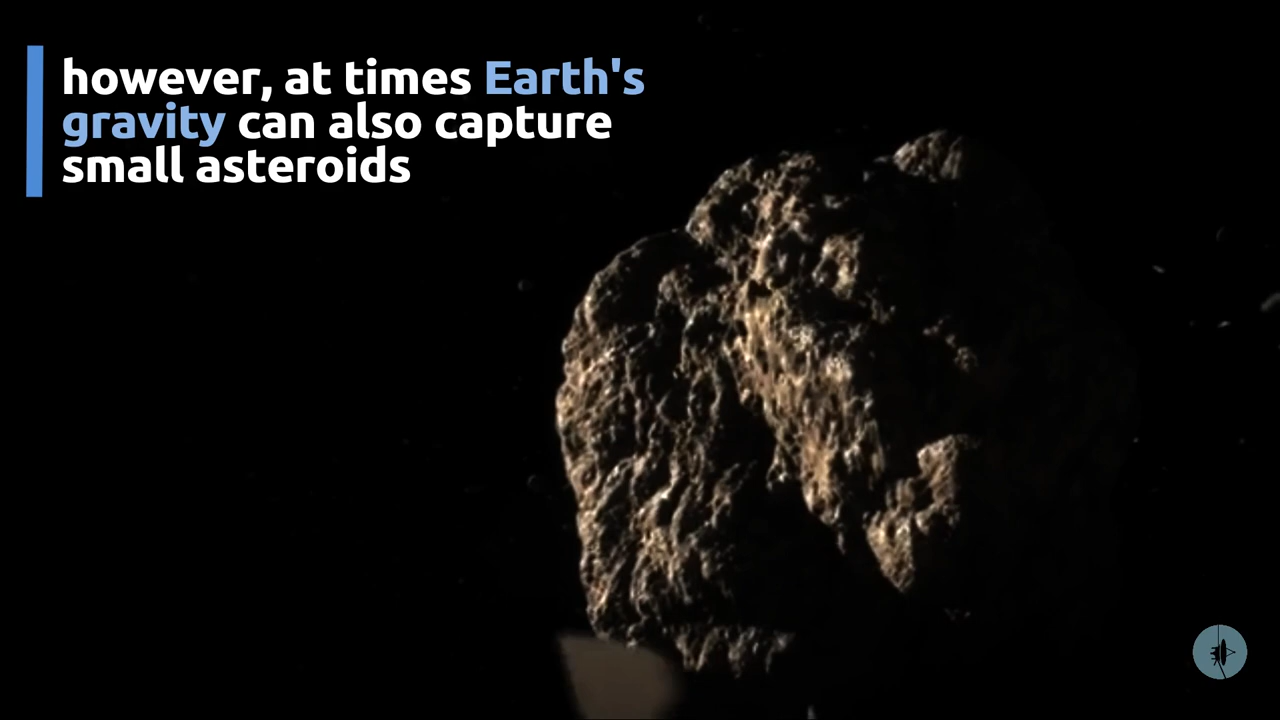 however, at times Earth's
gravity can also capture
small asteroids